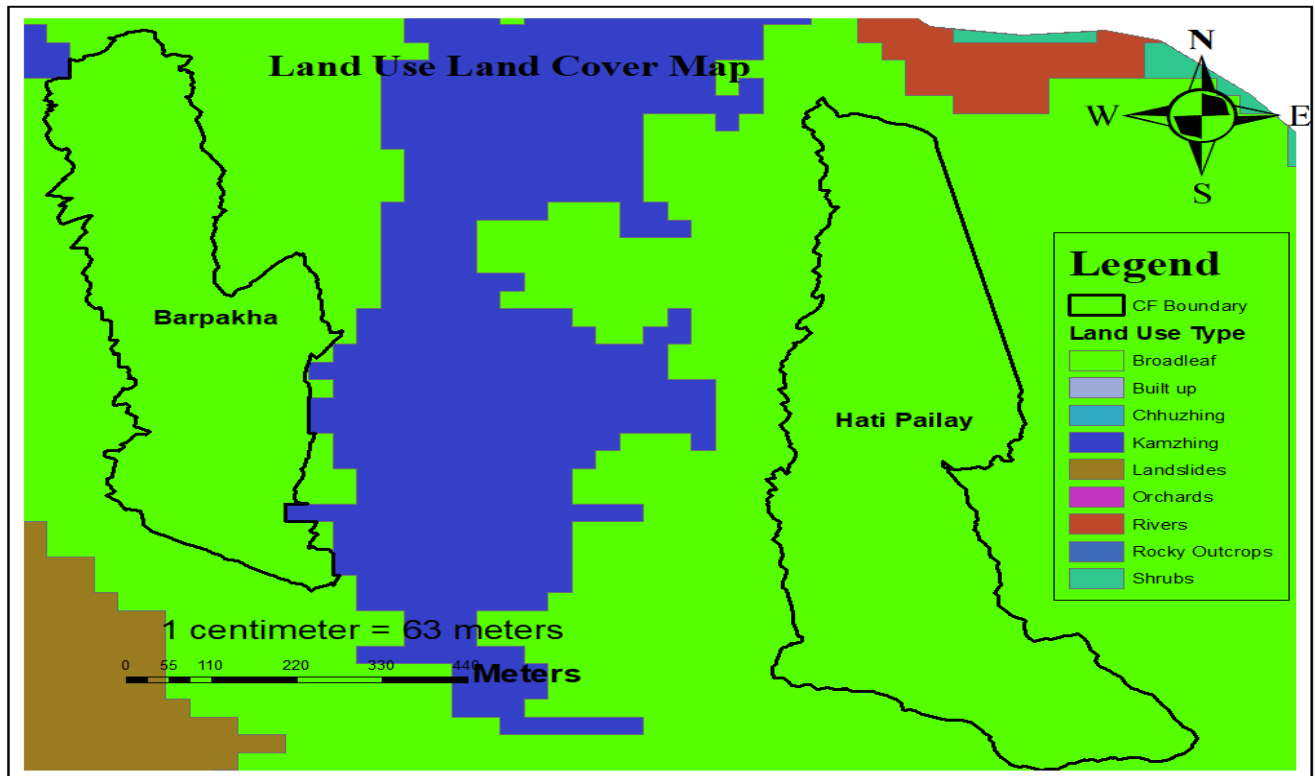 Land Use Land Cover Map
N
W E
S
Barpakha
Hati Pailay
Legend
CF Boundary
Land Use Type
Broadleaf
Built up
Chhuzhing
Kamzhing
Landslides
Orchards
Rivers
Rocky Outcrops
Shrubs
1 centimeter = 63 meters
0 55 110 220 330 440
Meters